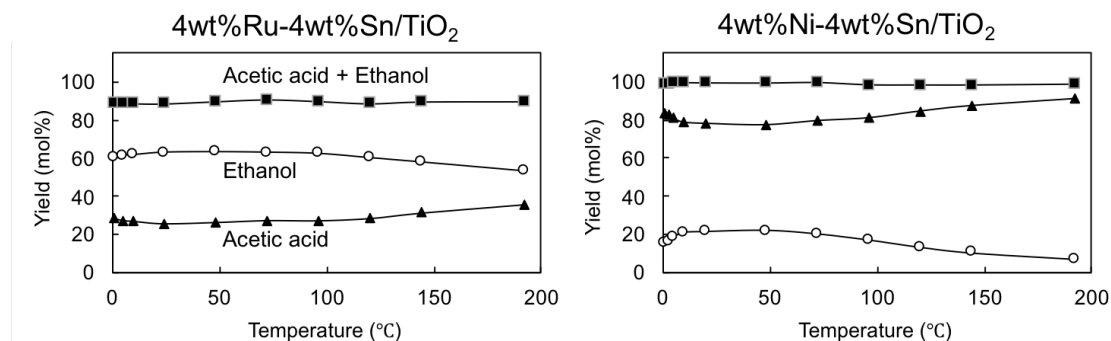 4wt%Ru-4wt%Sn/TiO₂
Yield (mol%)
100
80
60
40
20
0
Acetic acid + Ethanol
Ethanol
Acetic acid
0 50 100 150 200
Temperature (℃)
4wt%Ni-4wt%Sn/TiO₂
Yield (mol%)
100
80
60
40
20
0
0 50 100 150 200
Temperature (℃)